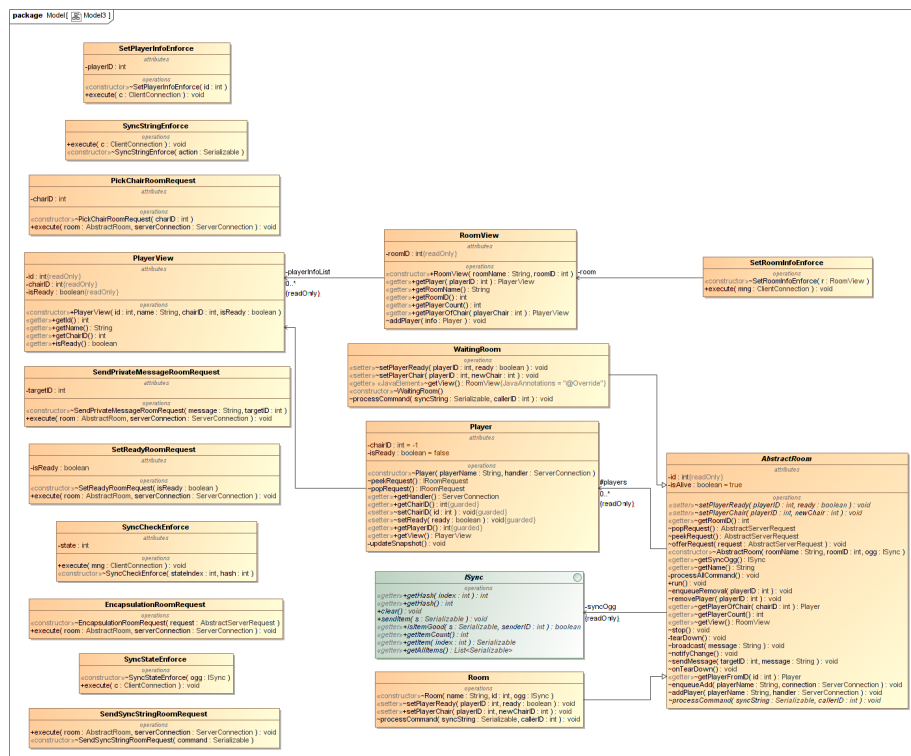 package Model[ Model3 ]
SetPlayerInfoEnforce
attributes
-playerID : int
operations
«constructor»~SetPlayerInfoEnforce( id : int )
+execute( c : ClientConnection ) : void
SyncStringEnforce
operations
+execute( c : ClientConnection ) : void
«constructor»~SyncStringEnforce( action : Serializable )
PickChairRoomRequest
attributes
-charID : int
operations
«constructor»~PickChairRoomRequest( charID : int )
+execute( room : AbstractRoom, serverConnection : ServerConnection ) : void
PlayerView
attributes
-id : int{readOnly}
-chairID : int{readOnly}
-isReady : boolean{readOnly}
operations
«constructor»+PlayerView( id : int, name : String, chairID : int, isReady : boolean )
«getter»+getId() : int
«getter»+getName() : String
«getter»+getChairID() : int
«getter»+isReady() : boolean
-playerInfoList
0..*
{readOnly}
RoomView
attributes
-roomID : int{readOnly}
operations
«constructor»+RoomView( roomName : String, roomID : int )
«getter»+getPlayer( playerID : int ) : PlayerView
«getter»+getRoomName() : String
«getter»+getRoomID() : int
«getter»+getPlayerCount() : int
«getter»+getPlayerOfChair( playerChair : int ) : PlayerView
~addPlayer( info : Player ) : void
-room
SetRoomInfoEnforce
operations
«constructor»~SetRoomInfoEnforce( r : RoomView )
+execute( mng : ClientConnection ) : void
WaitingRoom
operations
«setter»~setPlayerReady( playerID : int, ready : boolean ) : void
«setter»~setPlayerChair( playerID : int, newChair : int ) : void
«getter» «JavaElement»~getView() : RoomView{JavaAnnotations = "@Override"}
«constructor»~WaitingRoom()
~processCommand( syncString : Serializable, callerID : int ) : void
SendPrivateMessageRoomRequest
attributes
-targetID : int
operations
«constructor»~SendPrivateMessageRoomRequest( message : String, targetID : int )
+execute( room : AbstractRoom, serverConnection : ServerConnection ) : void
Player
attributes
-chairID : int = -1
-isReady : boolean = false
operations
«constructor»~Player( playerName : String, handler : ServerConnection )
~peekRequest() : IRoomRequest
~popRequest() : IRoomRequest
«getter»+getHandler() : ServerConnection
«getter»+getChairID() : int{guarded}
«setter»~setChairID( id : int ) : void{guarded}
«setter»~setReady( ready : boolean ) : void{guarded}
«getter»+getPlayerID() : int{guarded}
«getter»+getView() : PlayerView
-updateSnapshot() : void
#players
0..*
{readOnly}
SetReadyRoomRequest
attributes
-isReady : boolean
operations
«constructor»~SetReadyRoomRequest( isReady : boolean )
+execute( room : AbstractRoom, serverConnection : ServerConnection ) : void
AbstractRoom
attributes
-id : int{readOnly}
-isAlive : boolean = true
operations
«setter»~setPlayerReady( playerID : int, ready : boolean ) : void
«setter»~setPlayerChair( playerID : int, newChair : int ) : void
«getter»~getRoomID() : int
~popRequest() : AbstractServerRequest
~peekRequest() : AbstractServerRequest
~offerRequest( request : AbstractServerRequest ) : void
«constructor»~AbstractRoom( roomName : String, roomID : int, ogg : ISync )
«getter»~getSyncOgg() : ISync
«getter»~getName() : String
-processAllCommand() : void
+run() : void
~enqueueRemoval( playerID : int ) : void
-removePlayer( playerID : int ) : void
«getter»~getPlayerOfChair( chairID : int ) : Player
«getter»~getPlayerCount() : int
«getter»~getView() : RoomView
~stop() : void
-tearDown() : void
~broadcast( message : String ) : void
~notifyChange() : void
~sendMessage( targetID : int, message : String ) : void
~onTearDown() : void
«getter»~getPlayerFromID( id : int ) : Player
~enqueueAdd( playerName : String, connection : ServerConnection ) : void
-addPlayer( playerName : String, handler : ServerConnection ) : void
~processCommand( syncString : Serializable, callerID : int ) : void
SyncCheckEnforce
attributes
-state : int
operations
+execute( mng : ClientConnection ) : void
«constructor»~SyncCheckEnforce( stateIndex : int, hash : int )
ISync
operations
«getter»+getHash( index : int ) : int
«getter»+getHash() : int
+clear() : void
+sendItem( s : Serializable ) : void
«getter»+isItemGood( s : Serializable, senderID : int ) : boolean
«getter»+getItemCount() : int
«getter»+getItem( index : int ) : Serializable
«getter»+getAllItems() : List<Serializable>
-syncOgg
{readOnly}
EncapsulationRoomRequest
operations
«constructor»~EncapsulationRoomRequest( request : AbstractServerRequest )
+execute( room : AbstractRoom, serverConnection : ServerConnection ) : void
SyncStateEnforce
operations
«constructor»~SyncStateEnforce( ogg : ISync )
+execute( c : ClientConnection ) : void
Room
operations
«constructor»~Room( name : String, id : int, ogg : ISync )
«setter»+setPlayerReady( playerID : int, ready : boolean ) : void
«setter»+setPlayerChair( playerID : int, newChairID : int ) : void
~processCommand( syncString : Serializable, callerID : int ) : void
SendSyncStringRoomRequest
operations
+execute( room : AbstractRoom, serverConnection : ServerConnection ) : void
«constructor»~SendSyncStringRoomRequest( command : Serializable )